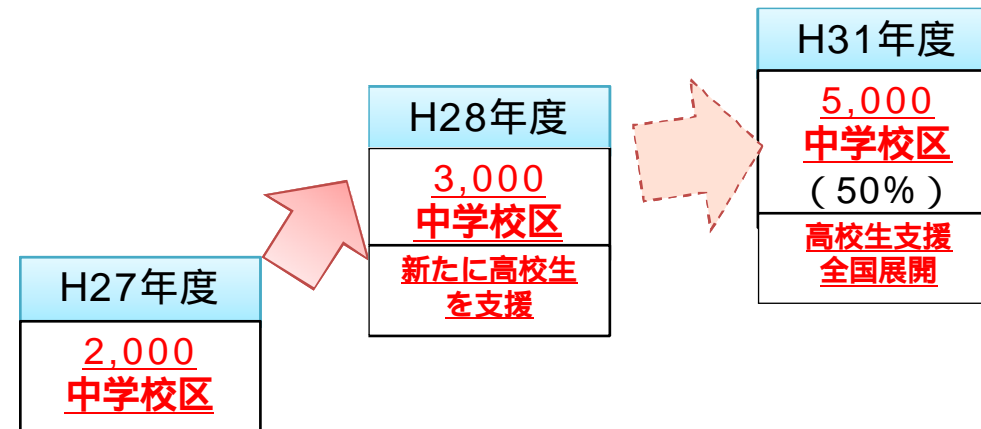 H27年度
2,000
中学校区
H28年度
3,000
中学校区
新たに高校生
を支援
H31年度
5,000
中学校区
(50%)
高校生支援
全国展開